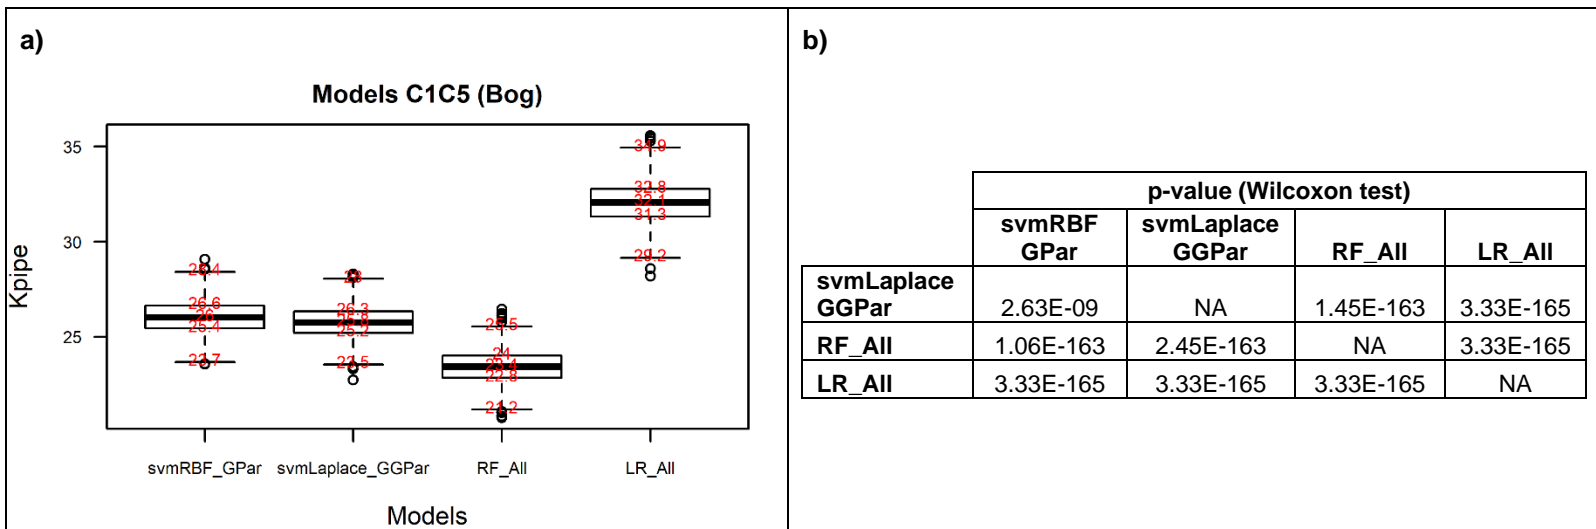 a)
Models C1C5 (Bog)
Kpipe
35
30
25
28.4
26.6
26
25.4
23.7
28
26.3
25.8
25.2
23.5
25.5
24
23.4
22.8
21.2
34.9
32.8
32.1
31.3
29.2
svmRBF_GPar svmLaplace_GGPar RF_All LR_All
Models
b)
p-value (Wilcoxon test)
svmRBF GPar svmLaplace GGPar RF_All LR_All
svmLaplace GGPar 2.63E-09 NA 1.45E-163 3.33E-165
RF_All 1.06E-163 2.45E-163 NA 3.33E-165
LR_All 3.33E-165 3.33E-165 3.33E-165 NA